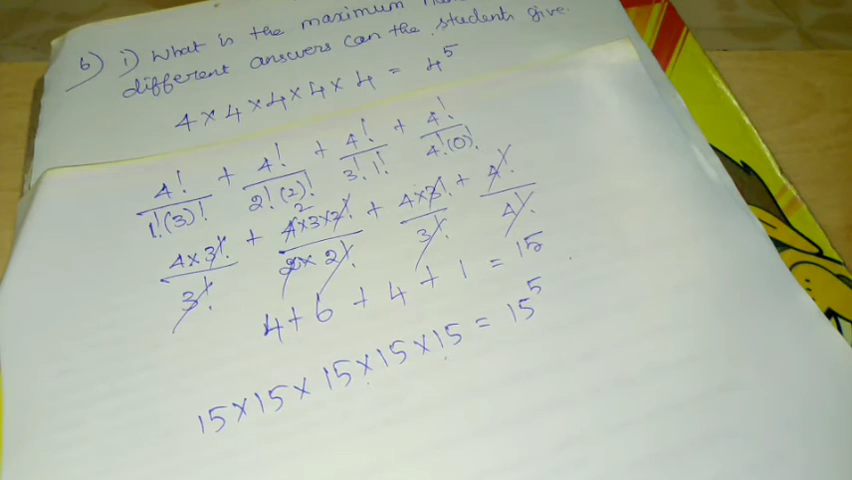 6) i) What is the maximum
different answers can the students give.
4 × 4 × 4 × 4 × 4 = 4⁵
4!/1!(3)! + 4!/2!(2)! + 4!/3!1! + 4!/4!(0)!
4×3!/3! + 4×3×2!/2×2! + 4×3!/3! + 4!/4!
4 + 6 + 4 + 1 = 15
15 × 15 × 15 × 15 × 15 = 15⁵